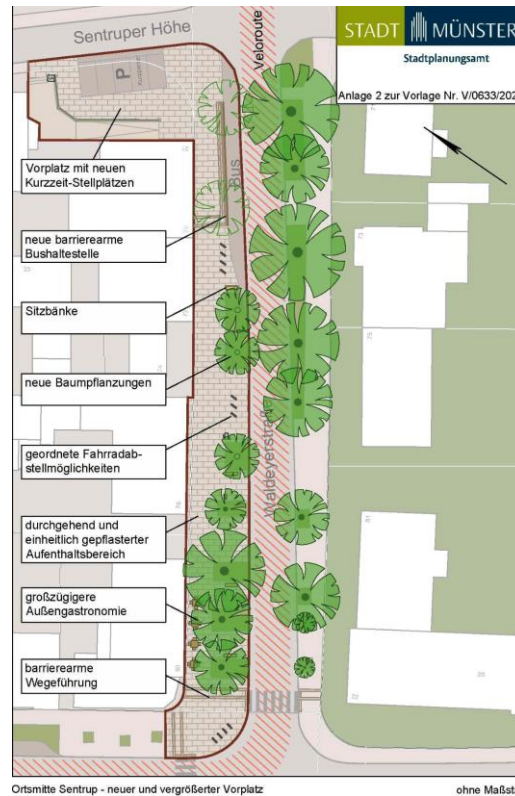 Sentruper Höhe
Veloroute
STADT MÜNSTER
Stadtplanungsamt
Anlage 2 zur Vorlage Nr. V/0633/202
P
Vorplatz mit neuen
Kurzzeit-Stellplätzen
Bus
neue barrierearme
Bushaltestelle
Sitzbänke
neue Baumpflanzungen
Waldeyerstraße
geordnete Fahrradab-
stellmöglichkeiten
durchgehend und
einheitlich gepflasterter
Aufenthaltsbereich
großzügigere
Außengastronomie
barrierearme
Wegeführung
Ortsmitte Sentrup - neuer und vergrößerter Vorplatz
ohne Maßst